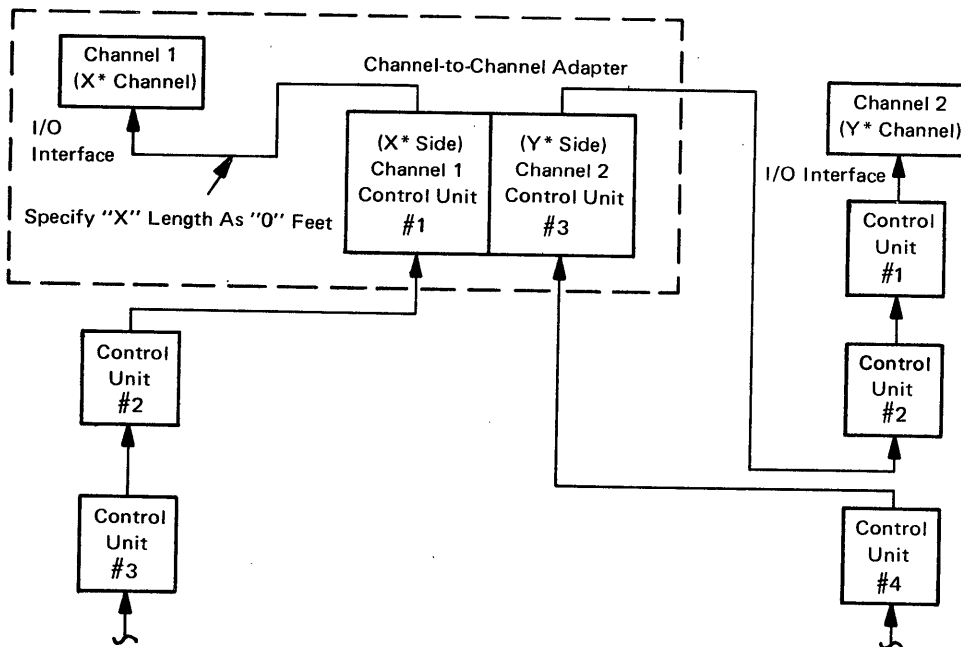 Channel 1
(X* Channel)
Channel-to-Channel Adapter
I/O
Interface
Specify "X" Length As "0" Feet
(X* Side)
Channel 1
Control Unit
#1
(Y* Side)
Channel 2
Control Unit
#3
Channel 2
(Y* Channel)
I/O Interface
Control
Unit
#1
Control
Unit
#2
Control
Unit
#2
Control
Unit
#3
Control
Unit
#4